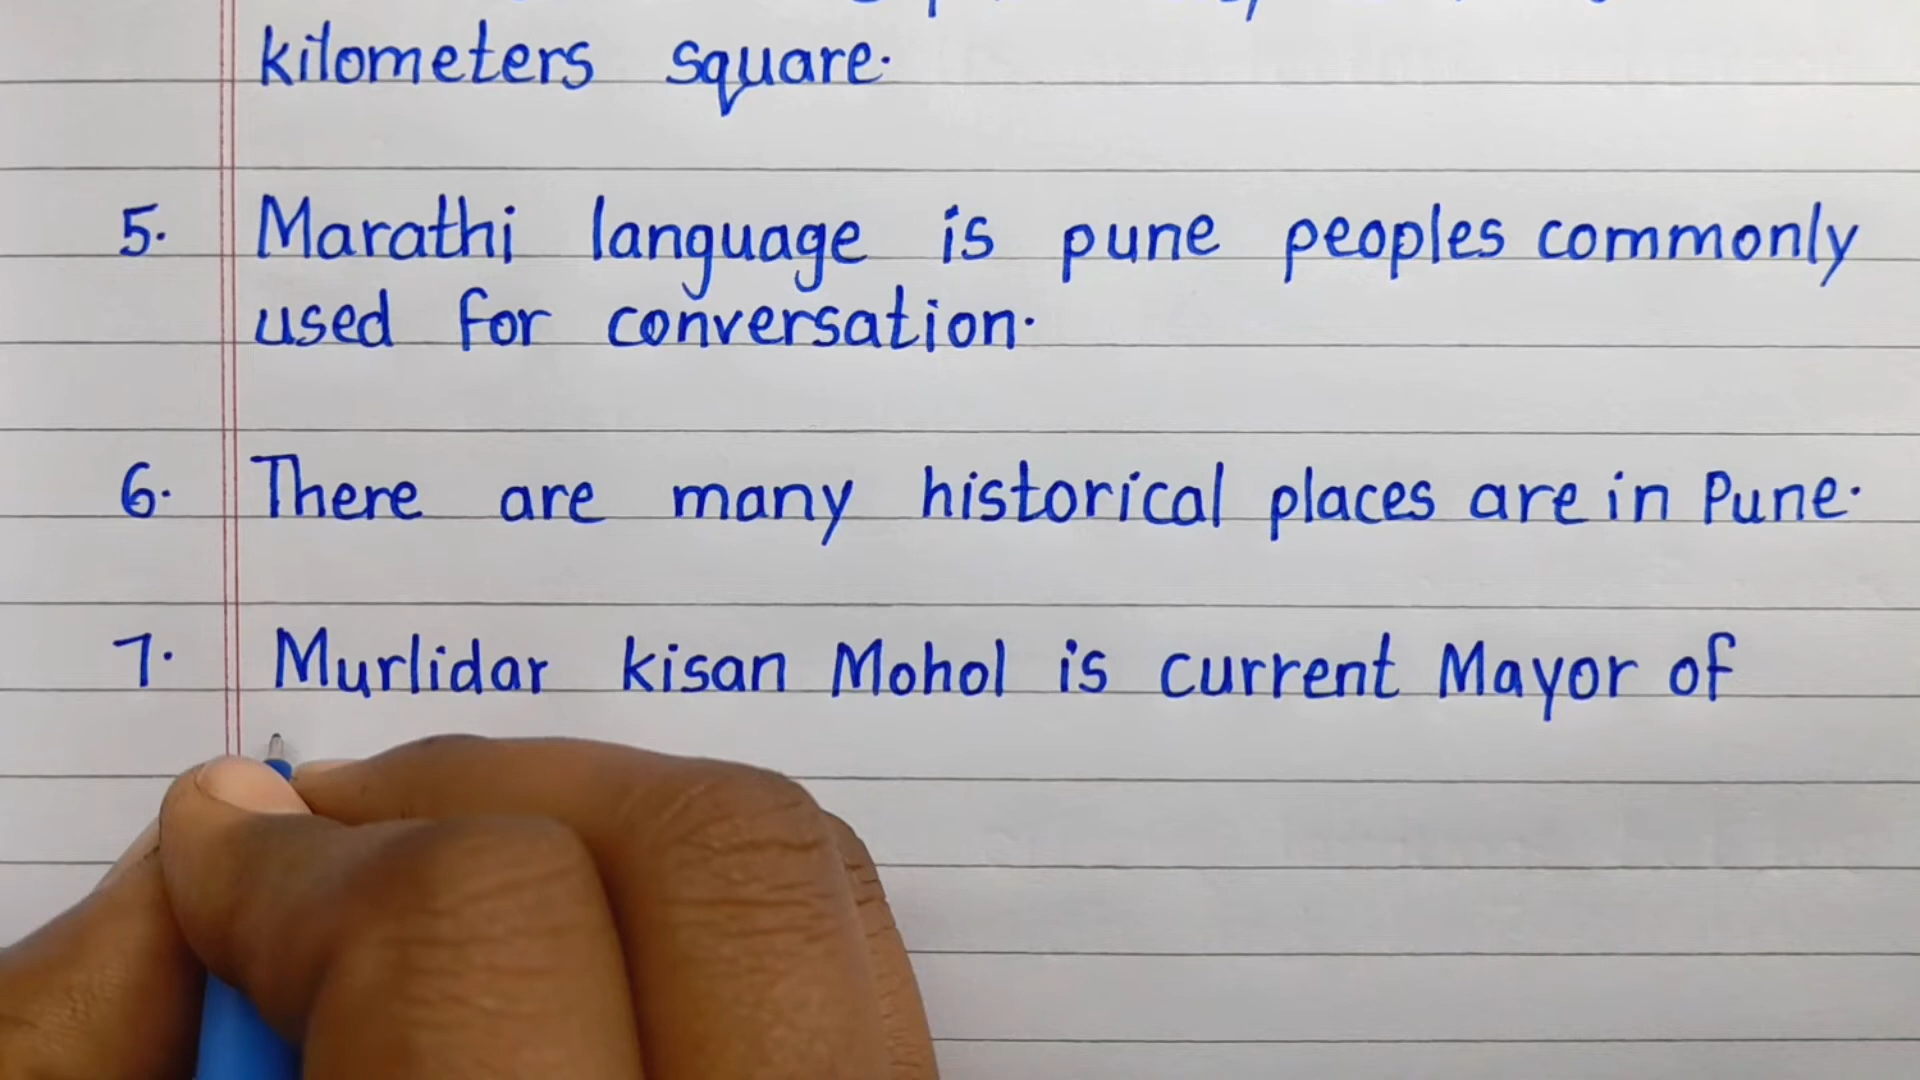 kilometers square.
5. Marathi language is pune peoples commonly
used for conversation.
6. There are many historical places are in Pune.
7. Murlidar kisan Mohol is current Mayor of